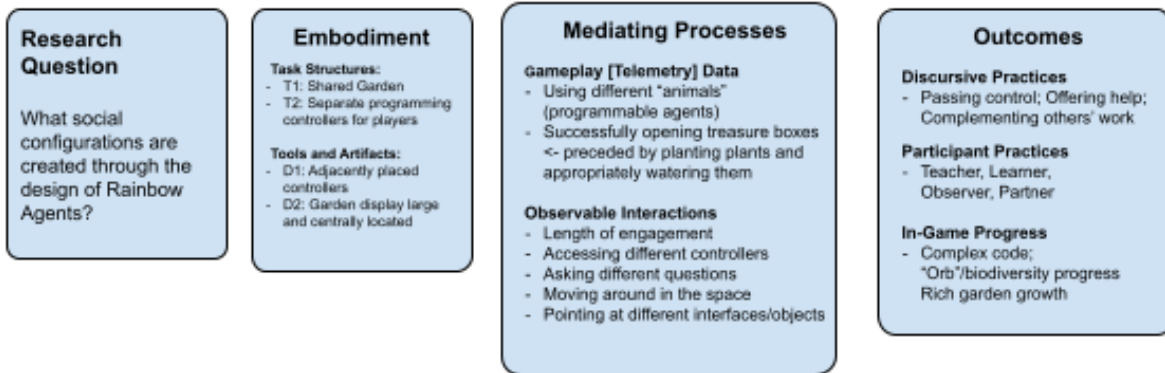 Research
Question
What social
configurations are
created through the
design of Rainbow
Agents?
Embodiment
Task Structures:
- T1: Shared Garden
- T2: Separate programming
controllers for players
Tools and Artifacts:
- D1: Adjacently placed
controllers
- D2: Garden display large
and centrally located
Mediating Processes
Gameplay [Telemetry] Data
- Using different “animals”
(programmable agents)
- Successfully opening treasure boxes
<- preceded by planting plants and
appropriately watering them
Observable Interactions
- Length of engagement
- Accessing different controllers
- Asking different questions
- Moving around in the space
- Pointing at different interfaces/objects
Outcomes
Discursive Practices
- Passing control; Offering help;
Complementing others’ work
Participant Practices
- Teacher, Learner,
Observer, Partner
In-Game Progress
- Complex code;
“Orb”/biodiversity progress
Rich garden growth